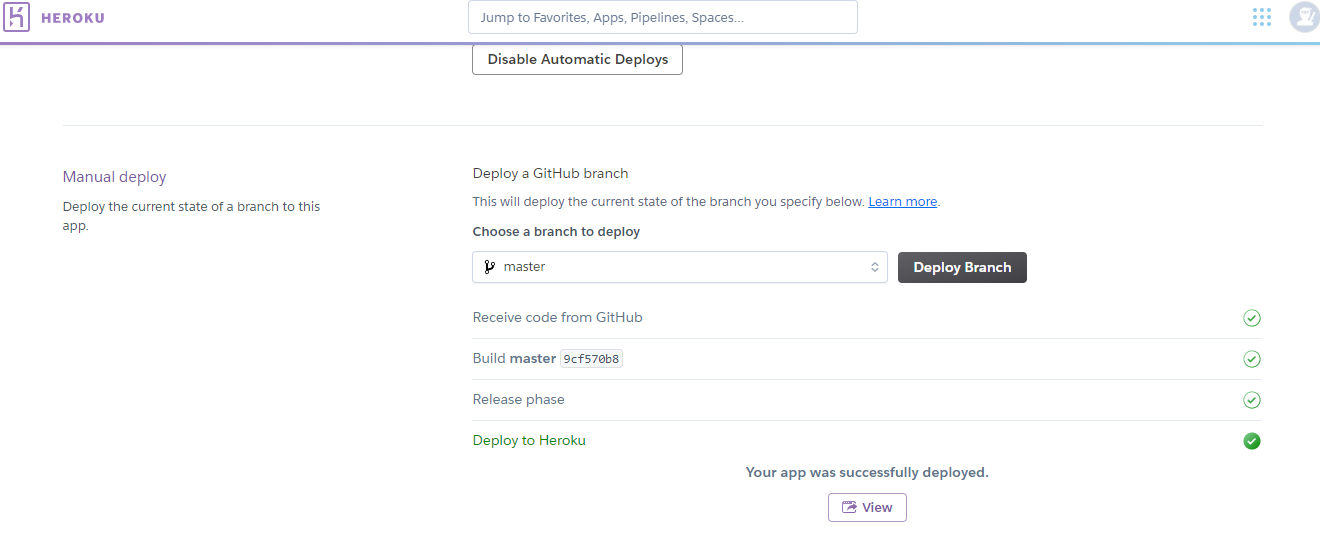 HEROKU
Jump to Favorites, Apps, Pipelines, Spaces...
Disable Automatic Deploys
Manual deploy
Deploy the current state of a branch to this
app.
Deploy a GitHub branch
This will deploy the current state of the branch you specify below. Learn more.
Choose a branch to deploy
master
Deploy Branch
Receive code from GitHub
Build master 9cf570b8
Release phase
Deploy to Heroku
Your app was successfully deployed.
View